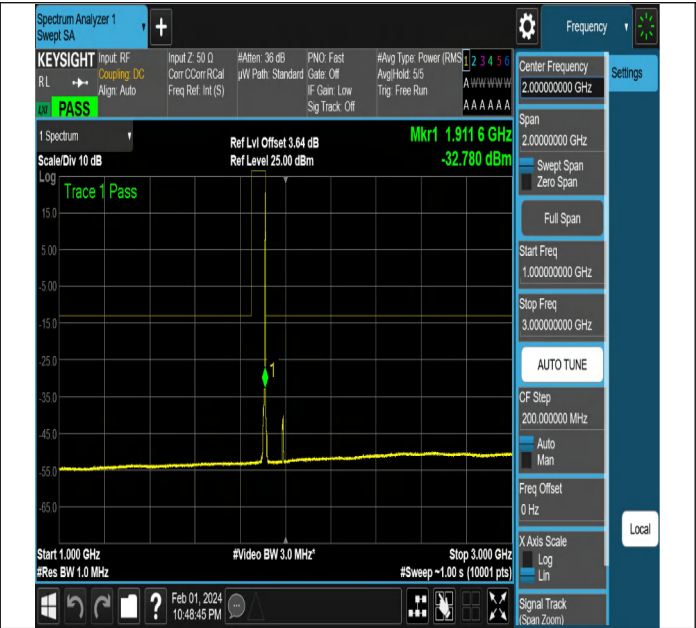 Spectrum Analyzer 1
Swept SA
+
Frequency
KEYSIGHT
RL
LXI PASS
Input: RF
Coupling: DC
Align: Auto
Input Z: 50 Ω
Corr CCorr RCal
Freq Ref: Int (S)
#Atten: 36 dB
µW Path: Standard
PNO: Fast
Gate: Off
IF Gain: Low
Sig Track: Off
#Avg Type: Power (RMS
Avg|Hold: 5/5
Trig: Free Run
1 2 3 4 5 6
A W W W W W
A A A A A A
Center Frequency
2.000000000 GHz
Settings
Span
2.00000000 GHz
Swept Span
Zero Span
Full Span
Start Freq
1.000000000 GHz
Stop Freq
3.000000000 GHz
AUTO TUNE
CF Step
200.000000 MHz
Auto
Man
Freq Offset
0 Hz
X Axis Scale
Log
Lin
Signal Track
(Span Zoom)
Local
1 Spectrum
Scale/Div 10 dB
Ref Lvl Offset 3.64 dB
Ref Level 25.00 dBm
Mkr1 1.911 6 GHz
-32.780 dBm
Log
Trace 1 Pass
15.0
5.00
-5.00
-15.0
-25.0
1
-35.0
-45.0
-55.0
-65.0
Start 1.000 GHz
#Res BW 1.0 MHz
#Video BW 3.0 MHz*
Stop 3.000 GHz
#Sweep ~1.00 s (10001 pts)
?
Feb 01, 2024
10:48:45 PM